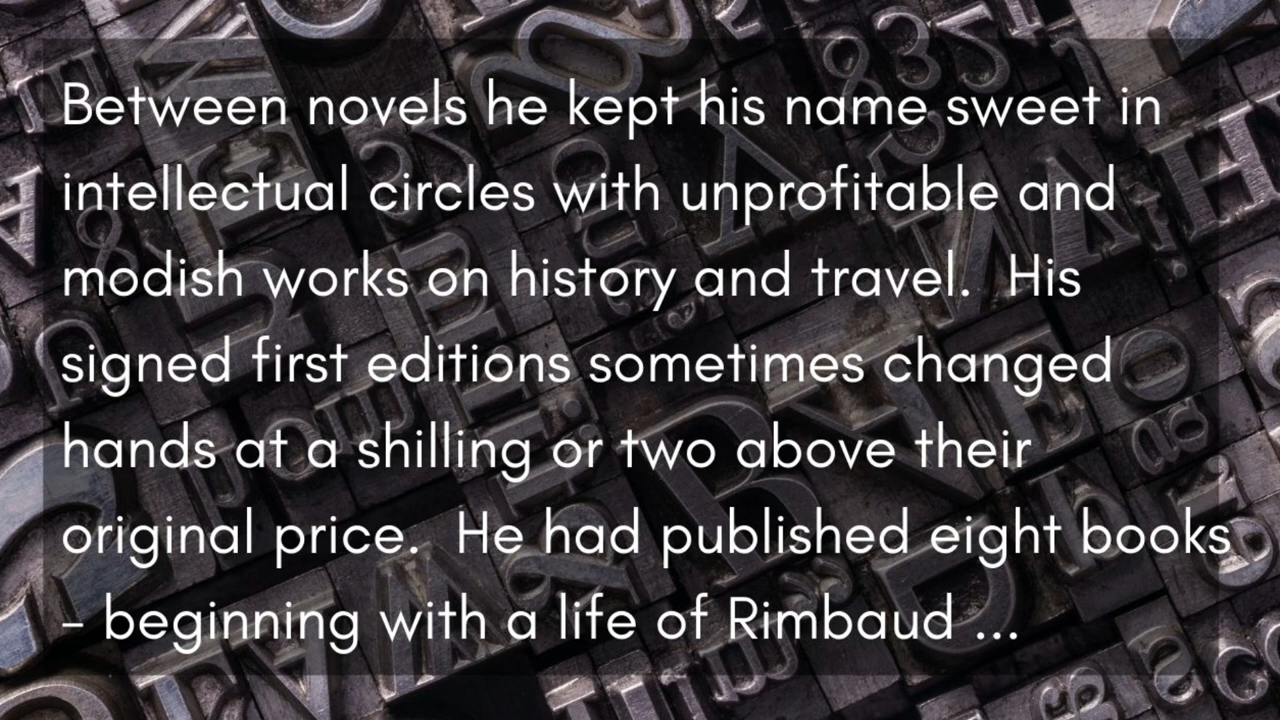 Between novels he kept his name sweet in
intellectual circles with unprofitable and
modish works on history and travel.  His
signed first editions sometimes changed
hands at a shilling or two above their
original price.  He had published eight books
– beginning with a life of Rimbaud ...